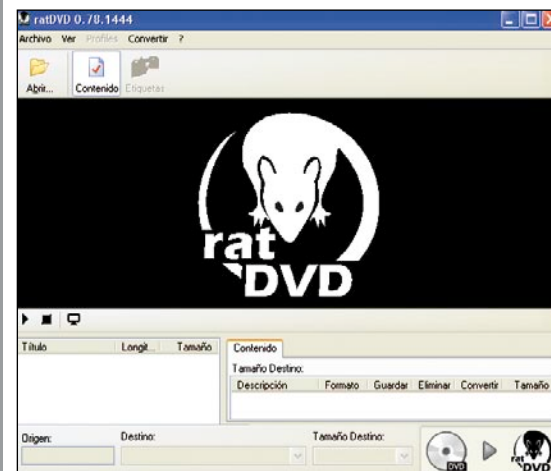 ratDVD 0.78.1444
Archivo Ver Profiles Convertir ?
Abrir... Contenido Etiquetas
rat
DVD
Título Longit... Tamaño
Contenido
Tamaño Destino:
Descripción Formato Guardar Eliminar Convertir Tamaño
Origen: Destino: Tamaño Destino:
DVD
rat
DVD